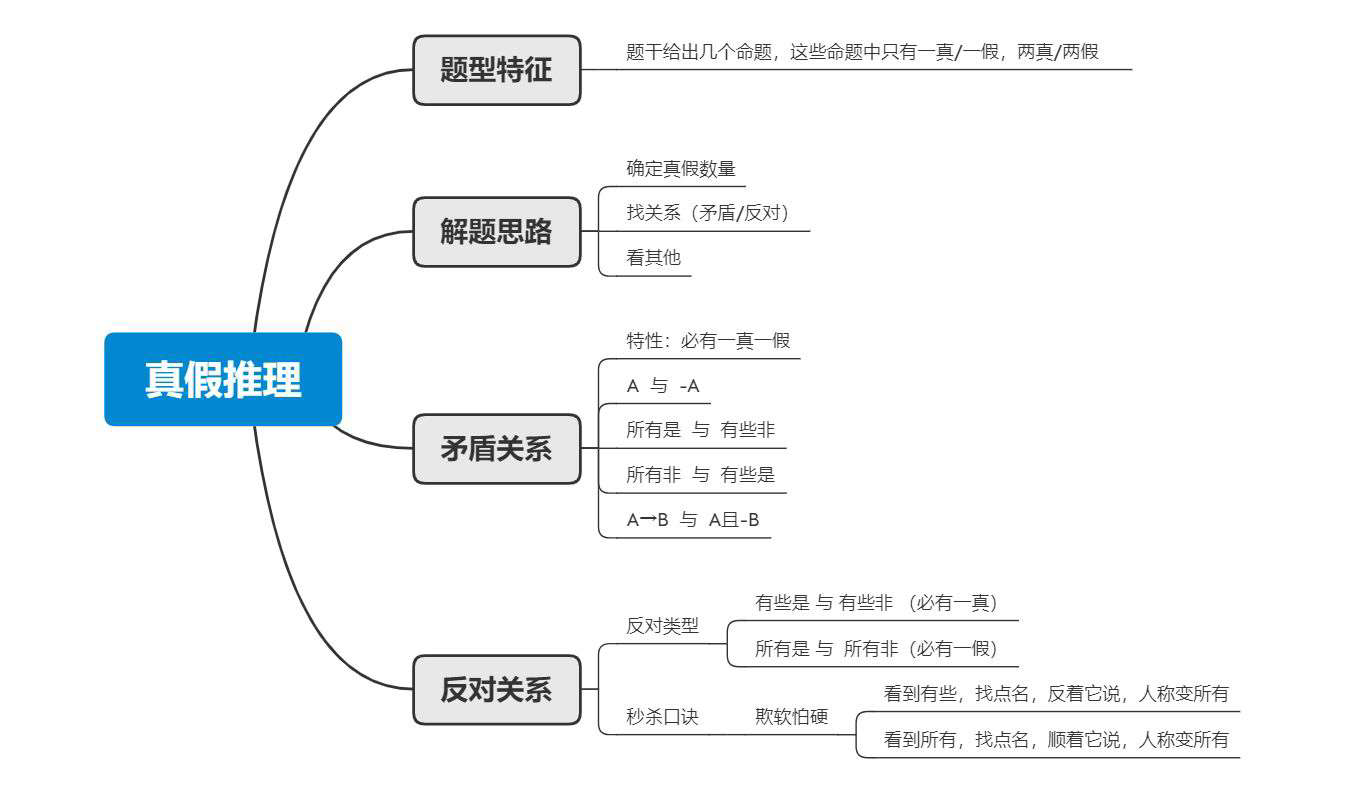 真假推理
题型特征
题干给出几个命题，这些命题中只有一真/一假，两真/两假
解题思路
确定真假数量
找关系（矛盾/反对）
看其他
矛盾关系
特性：必有一真一假
A 与 -A
所有是 与 有些非
所有非 与 有些是
A→B 与 A且-B
反对关系
反对类型
有些是 与 有些非 （必有一真）
所有是 与 所有非（必有一假）
秒杀口诀
欺软怕硬
看到有些，找点名，反着它说，人称变所有
看到所有，找点名，顺着它说，人称变所有